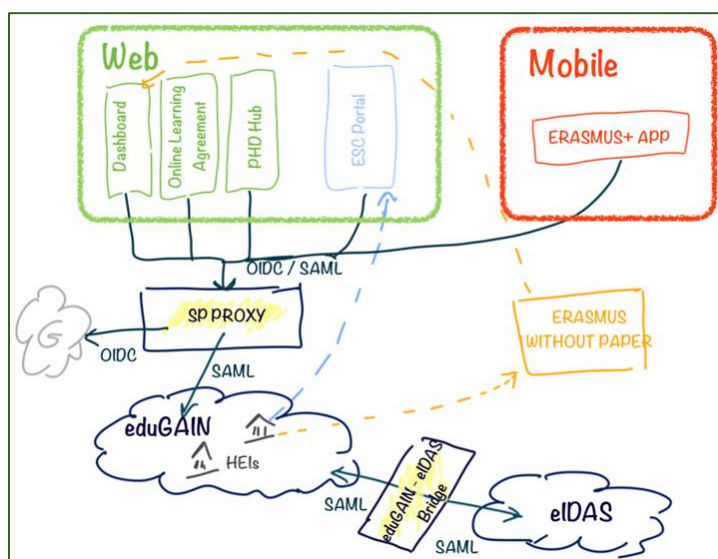 Web
Mobile
Dashboard
Online Learning
Agreement
PHD Hub
ESC Portal
ERASMUS+ APP
OIDC / SAML
SP PROXY
G
OIDC
SAML
ERASMUS
WITHOUT PAPER
eduGAIN
HEIs
SAML
eduGAIN - eIDAS
Bridge
SAML
eIDAS